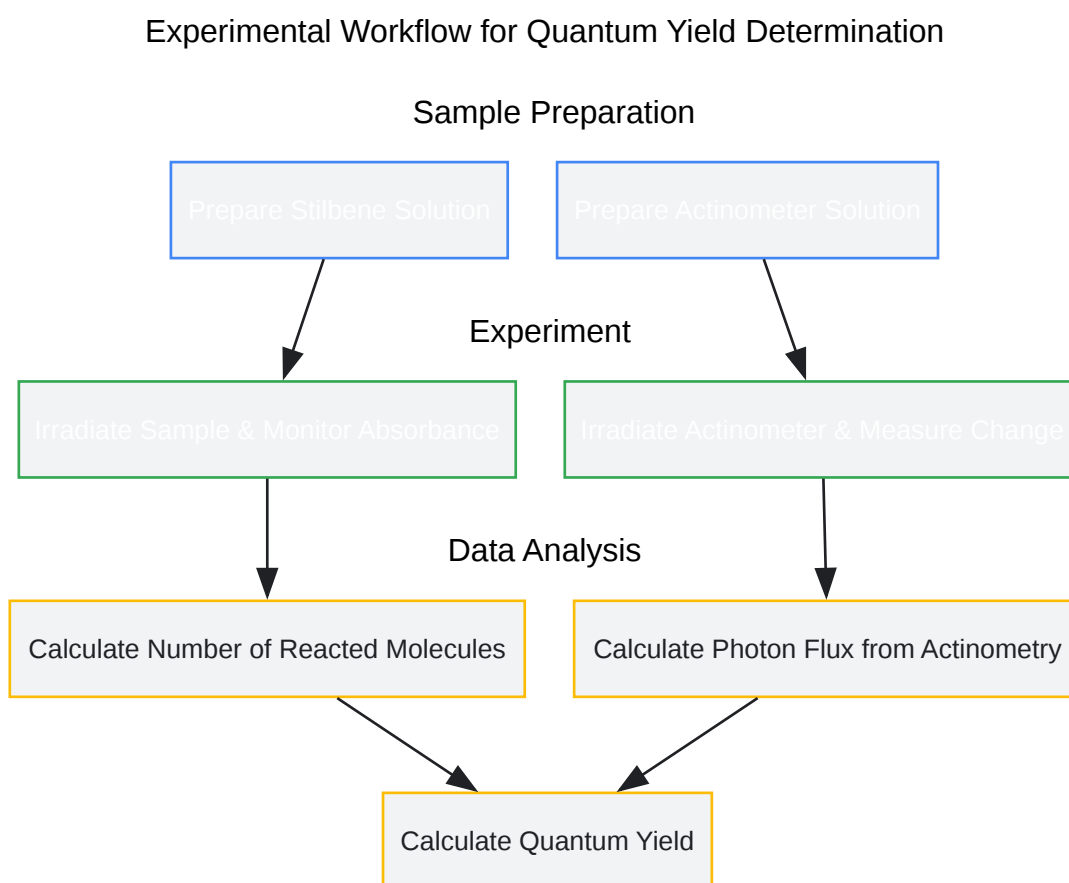 Experimental Workflow for Quantum Yield Determination
Sample Preparation
Prepare Stilbene Solution
Prepare Actinometer Solution
Experiment
Irradiate Sample & Monitor Absorbance
Irradiate Actinometer & Measure Change
Data Analysis
Calculate Number of Reacted Molecules
Calculate Photon Flux from Actinometry
Calculate Quantum Yield